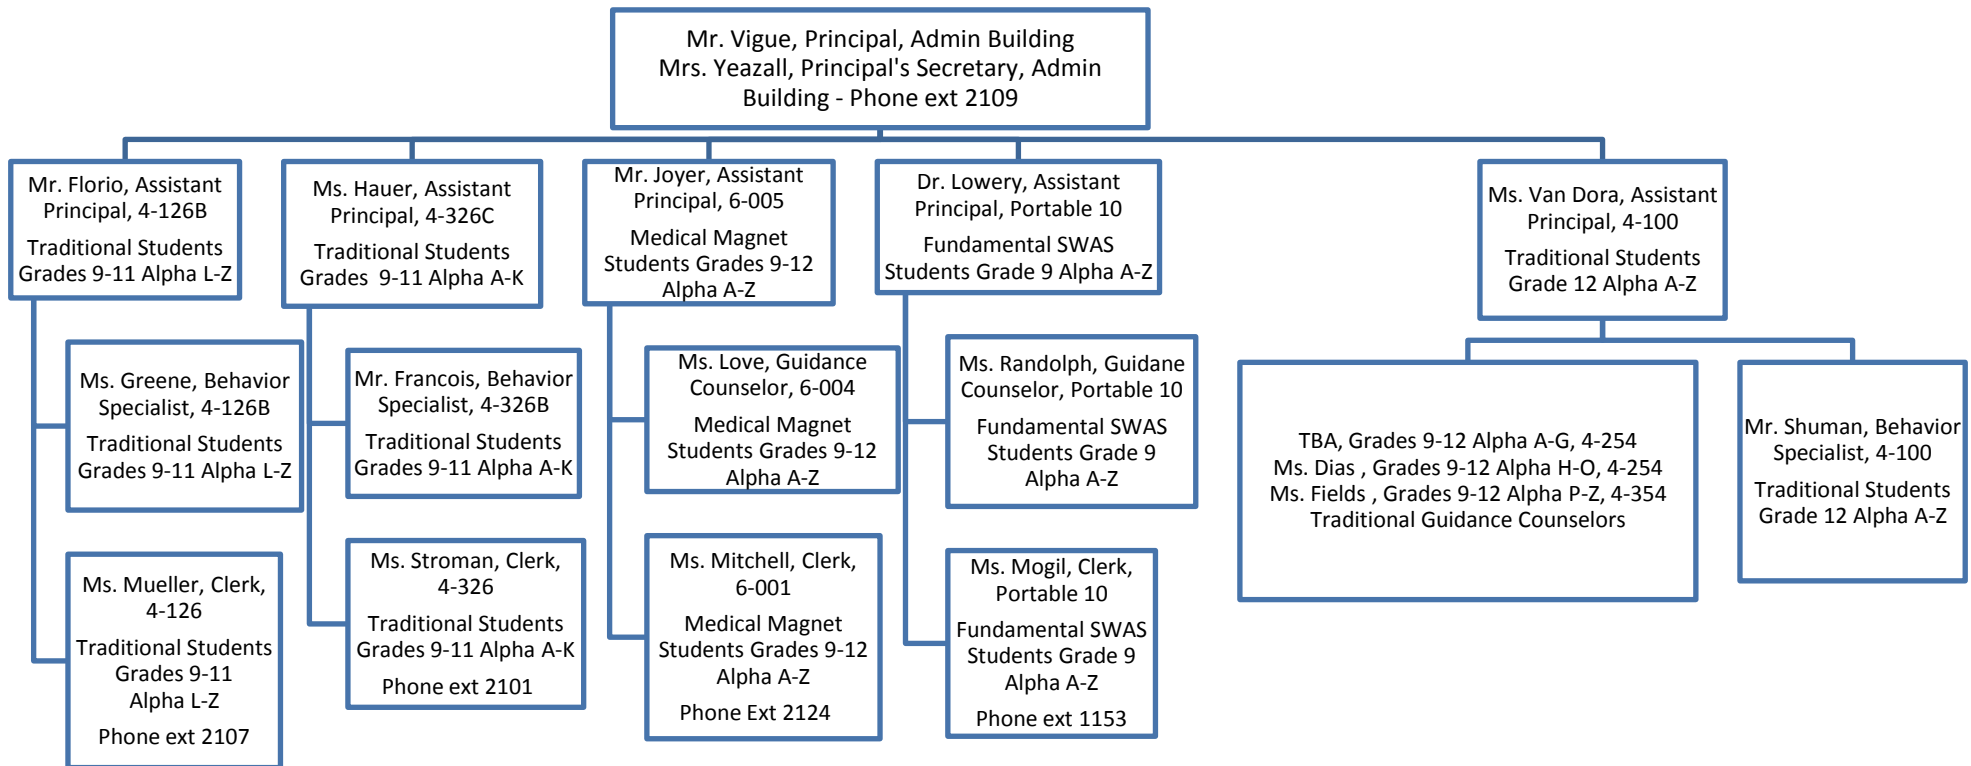 Mr. Vigue, Principal, Admin Building
Mrs. Yeazall, Principal's Secretary, Admin
Building - Phone ext 2109
Mr. Florio, Assistant
Principal, 4-126B
Traditional Students
Grades 9-11 Alpha L-Z
Ms. Greene, Behavior
Specialist, 4-126B
Traditional Students
Grades 9-11 Alpha L-Z
Ms. Mueller, Clerk,
4-126
Traditional Students
Grades 9-11
Alpha L-Z
Phone ext 2107
Ms. Hauer, Assistant
Principal, 4-326C
Traditional Students
Grades  9-11 Alpha A-K
Mr. Francois, Behavior
Specialist, 4-326B
Traditional Students
Grades 9-11 Alpha A-K
Ms. Stroman, Clerk,
4-326
Traditional Students
Grades 9-11 Alpha A-K
Phone ext 2101
Mr. Joyer, Assistant
Principal, 6-005
Medical Magnet
Students Grades 9-12
Alpha A-Z
Ms. Love, Guidance
Counselor, 6-004
Medical Magnet
Students Grades 9-12
Alpha A-Z
Ms. Mitchell, Clerk,
6-001
Medical Magnet
Students Grades 9-12
Alpha A-Z
Phone Ext 2124
Dr. Lowery, Assistant
Principal, Portable 10
Fundamental SWAS
Students Grade 9 Alpha A-Z
Ms. Randolph, Guidane
Counselor, Portable 10
Fundamental SWAS
Students Grade 9
Alpha A-Z
Ms. Mogil, Clerk,
Portable 10
Fundamental SWAS
Students Grade 9
Alpha A-Z
Phone ext 1153
Ms. Van Dora, Assistant
Principal, 4-100
Traditional Students
Grade 12 Alpha A-Z
TBA, Grades 9-12 Alpha A-G, 4-254
Ms. Dias , Grades 9-12 Alpha H-O, 4-254
Ms. Fields , Grades 9-12 Alpha P-Z, 4-354
Traditional Guidance Counselors
Mr. Shuman, Behavior
Specialist, 4-100
Traditional Students
Grade 12 Alpha A-Z